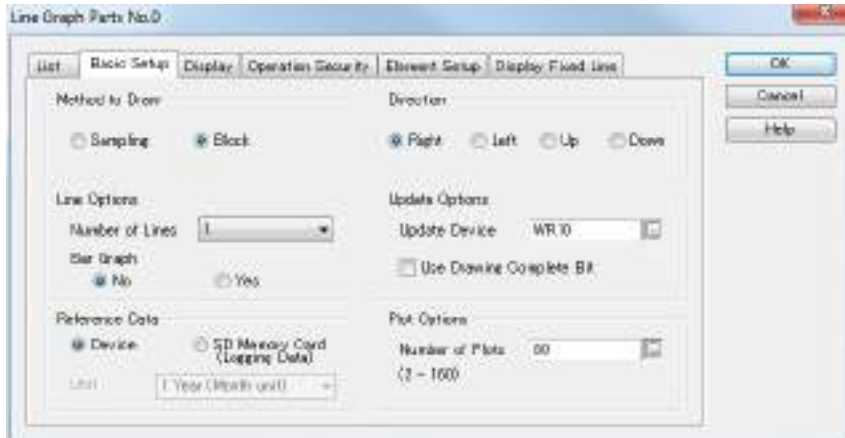 Line Graph Parts No.0
List Basic Setup Display Operation Security Element Setup Display Fixed Line
OK
Cancel
Help
Method to Draw
Sampling Block
Direction
Right Left Up Down
Line Options
Number of Lines 1
Bar Graph
No Yes
Update Options
Update Device WR10
Use Drawing Complete Bit
Reference Data
Device SD Memory Card
(Logging Data)
Unit 1 Year (Month unit)
Plot Options
Number of Plots
(2 - 160)